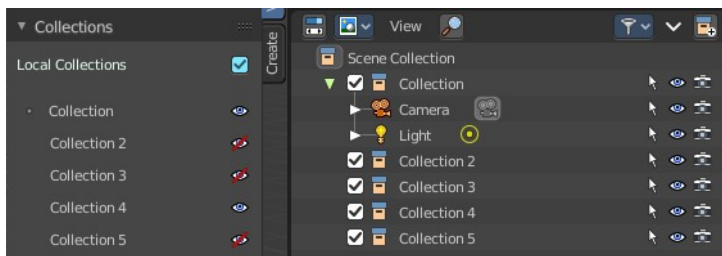 Collections
Local Collections
Collection
Collection 2
Collection 3
Collection 4
Collection 5
Create
View
Scene Collection
Collection
Camera
Light
Collection 2
Collection 3
Collection 4
Collection 5